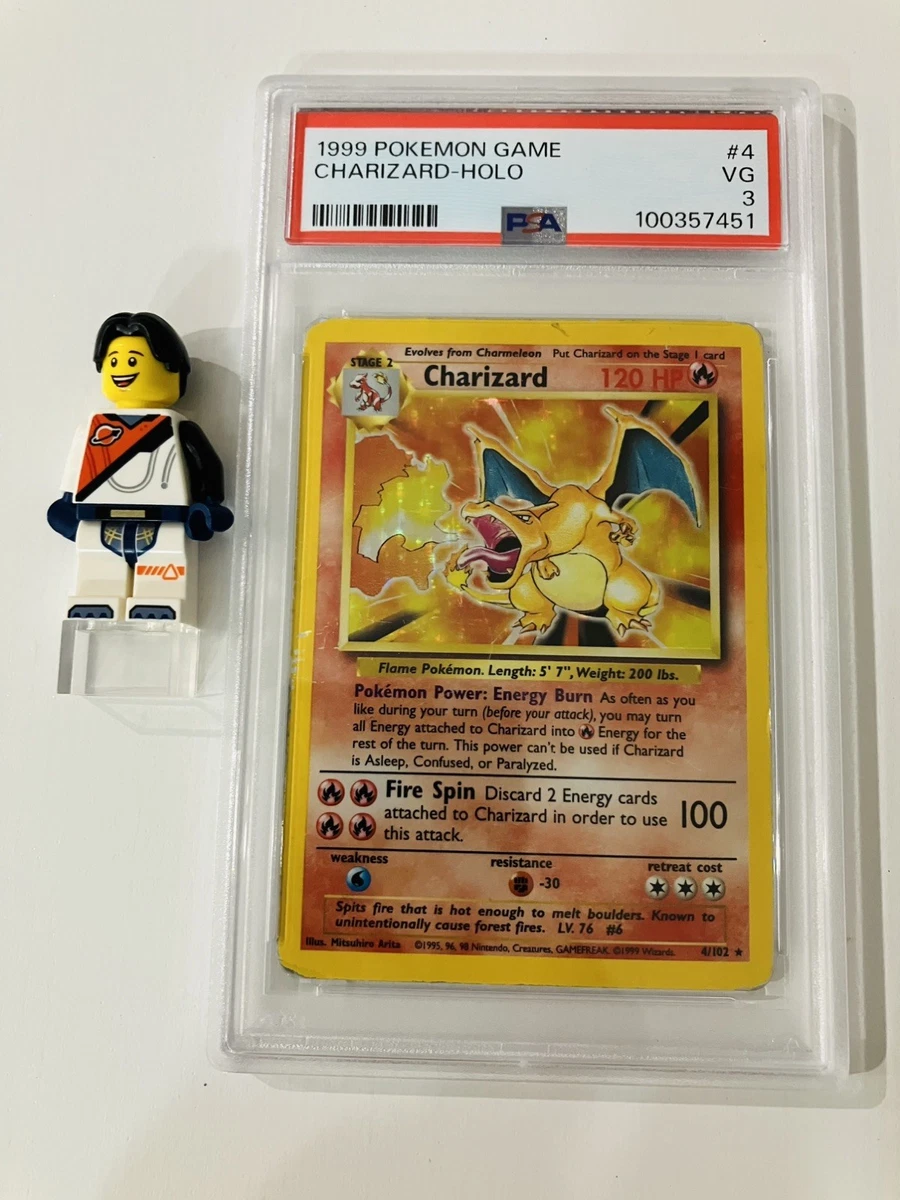 1999 POKEMON GAME #4
CHARIZARD-HOLO VG
3
PSA 100357451
Evolves from Charmeleon Put Charizard on the Stage 1 card
STAGE 2 Charizard 120 HP
Flame Pokémon. Length: 5' 7", Weight: 200 lbs.
Pokémon Power: Energy Burn As often as you
like during your turn (before your attack), you may turn
all Energy attached to Charizard into Energy for the
rest of the turn. This power can't be used if Charizard
is Asleep, Confused, or Paralyzed.
Fire Spin Discard 2 Energy cards
attached to Charizard in order to use 100
this attack.
weakness resistance retreat cost
-30
Spits fire that is hot enough to melt boulders. Known to
unintentionally cause forest fires. LV. 76 #6
Illus. Mitsuhiro Arita ©1995, 96, 98 Nintendo, Creatures, GAMEFREAK. ©1999 Wizards. 4/102 ★